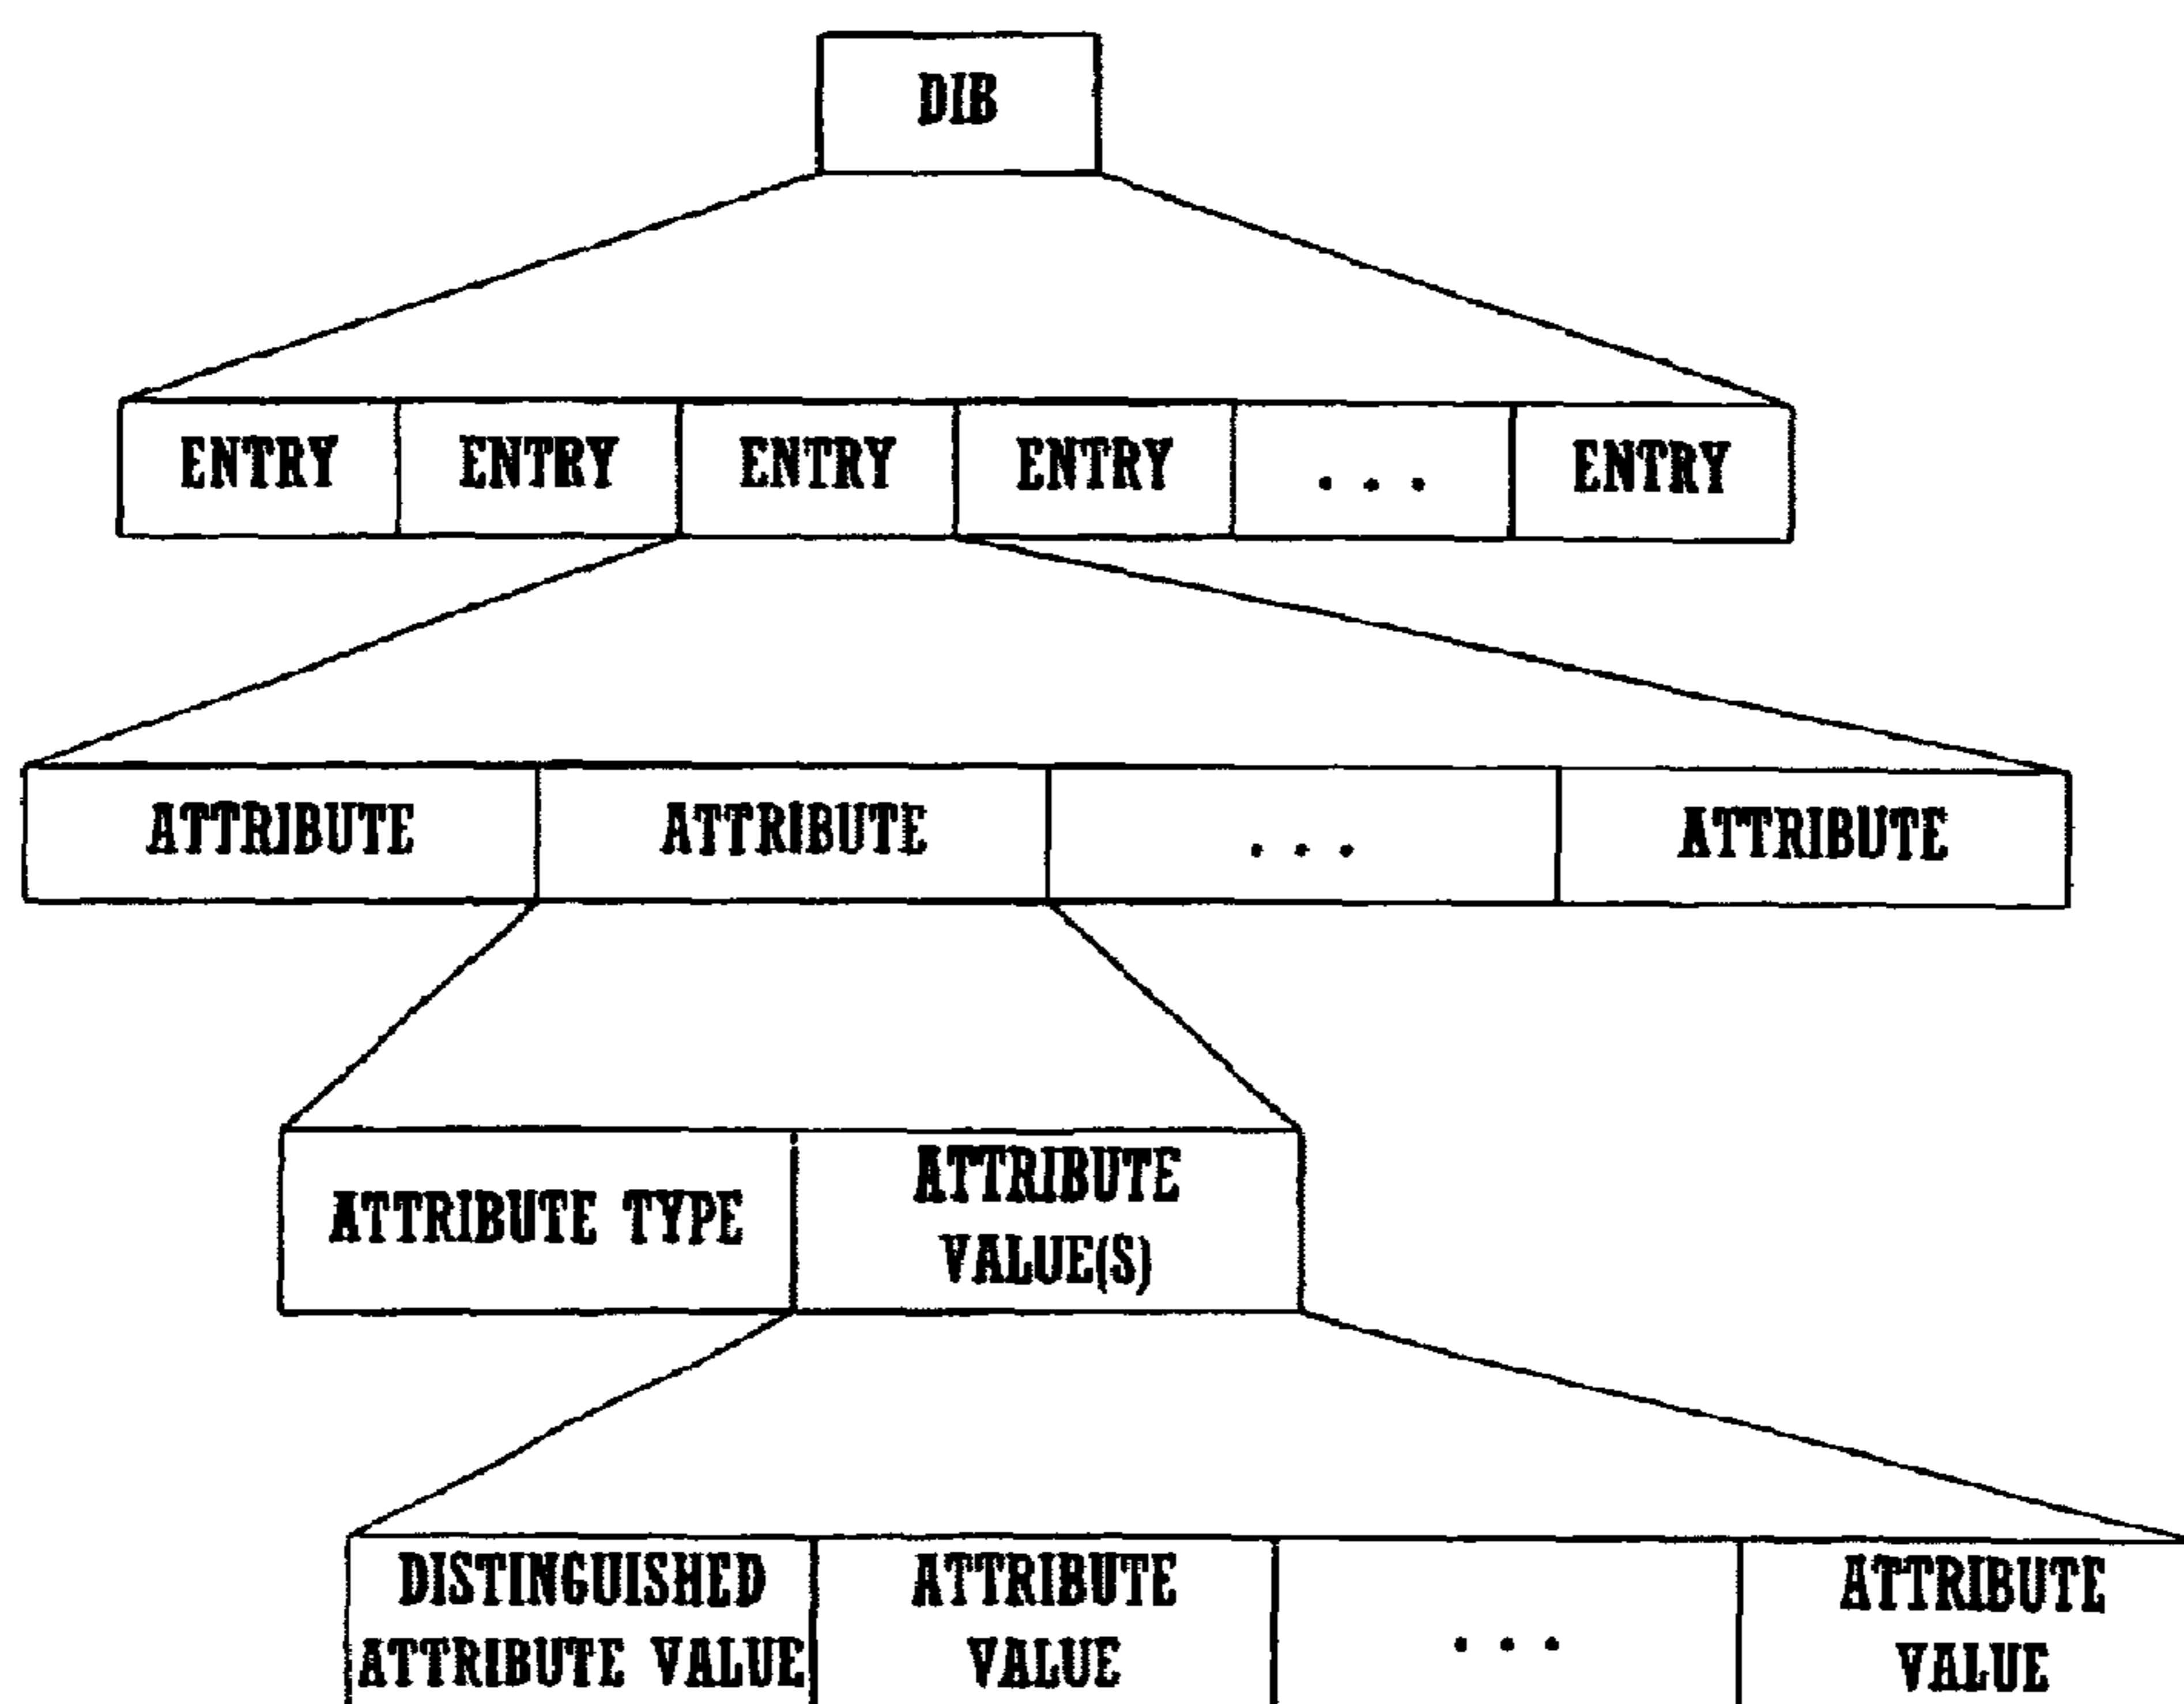 DIB
ENTRY ENTRY ENTRY ENTRY ... ENTRY
ATTRIBUTE ATTRIBUTE ... ATTRIBUTE
ATTRIBUTE TYPE
ATTRIBUTE
VALUE(S)
DISTINGUISHED
ATTRIBUTE VALUE
ATTRIBUTE
VALUE
...
ATTRIBUTE
VALUE